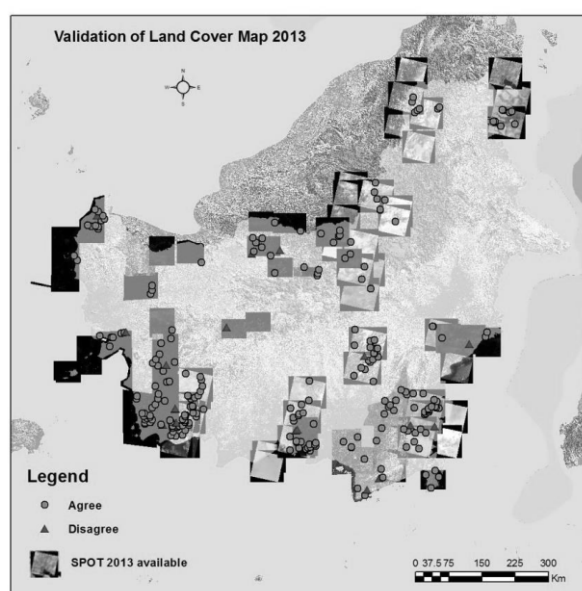 Validation of Land Cover Map 2013
N
W E
S
Legend
Agree
Disagree
SPOT 2013 available
0 37.5 75 150 225 300
Km